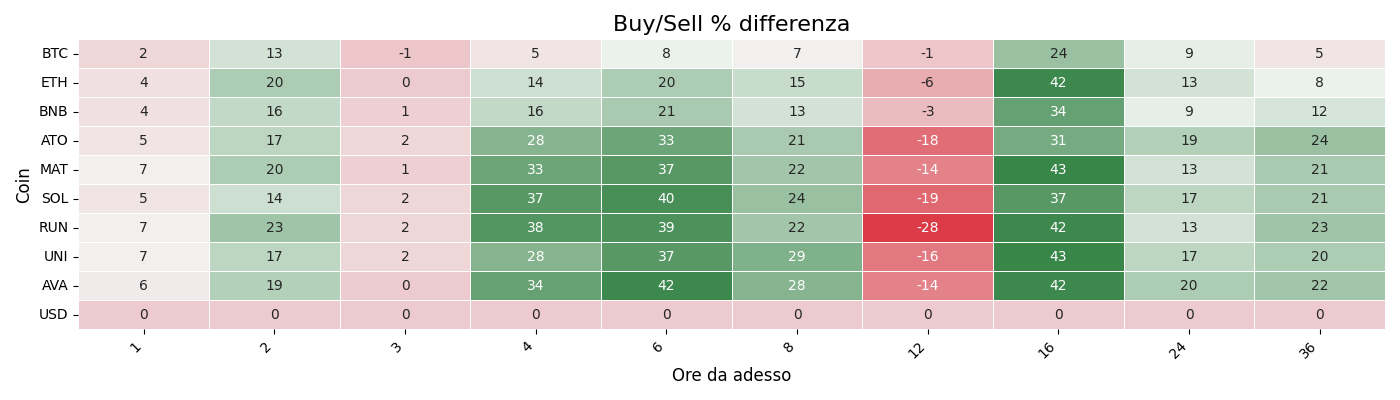 Buy/Sell % differenza
Coin
BTC 2 13 -1 5 8 7 -1 24 9 5
ETH 4 20 0 14 20 15 -6 42 13 8
BNB 4 16 1 16 21 13 -3 34 9 12
ATO 5 17 2 28 33 21 -18 31 19 24
MAT 7 20 1 33 37 22 -14 43 13 21
SOL 5 14 2 37 40 24 -19 37 17 21
RUN 7 23 2 38 39 22 -28 42 13 23
UNI 7 17 2 28 37 29 -16 43 17 20
AVA 6 19 0 34 42 28 -14 42 20 22
USD 0 0 0 0 0 0 0 0 0 0
1 2 3 4 6 8 12 16 24 36
Ore da adesso